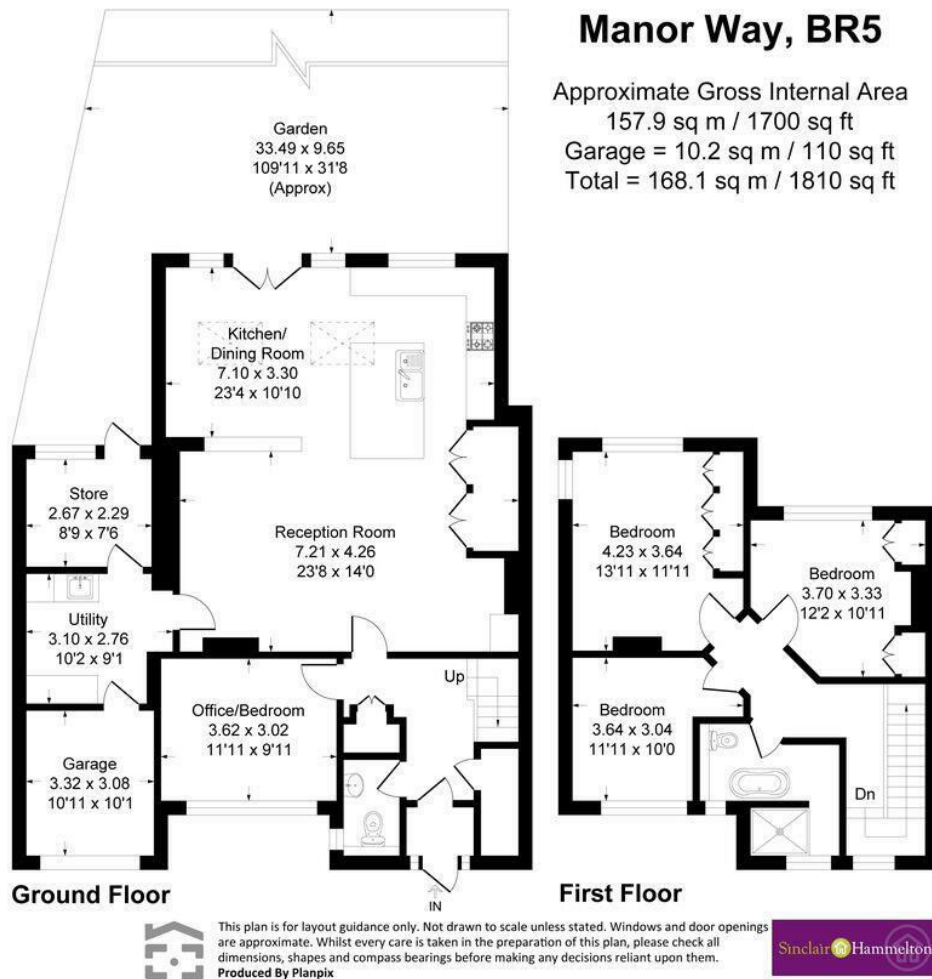 Manor Way, BR5
Approximate Gross Internal Area
157.9 sq m / 1700 sq ft
Garage = 10.2 sq m / 110 sq ft
Total = 168.1 sq m / 1810 sq ft
Garden
33.49 x 9.65
109'11 x 31'8
(Approx)
Kitchen/
Dining Room
7.10 x 3.30
23'4 x 10'10
Store
2.67 x 2.29
8'9 x 7'6
Reception Room
7.21 x 4.26
23'8 x 14'0
Utility
3.10 x 2.76
10'2 x 9'1
Office/Bedroom
3.62 x 3.02
11'11 x 9'11
Up
Garage
3.32 x 3.08
10'11 x 10'1
IN
Ground Floor
Bedroom
4.23 x 3.64
13'11 x 11'11
Bedroom
3.70 x 3.33
12'2 x 10'11
Bedroom
3.64 x 3.04
11'11 x 10'0
Dn
First Floor
This plan is for layout guidance only. Not drawn to scale unless stated. Windows and door openings
are approximate. Whilst every care is taken in the preparation of this plan, please check all
dimensions, shapes and compass bearings before making any decisions reliant upon them.
Produced By Planpix
Sinclair Hammelton